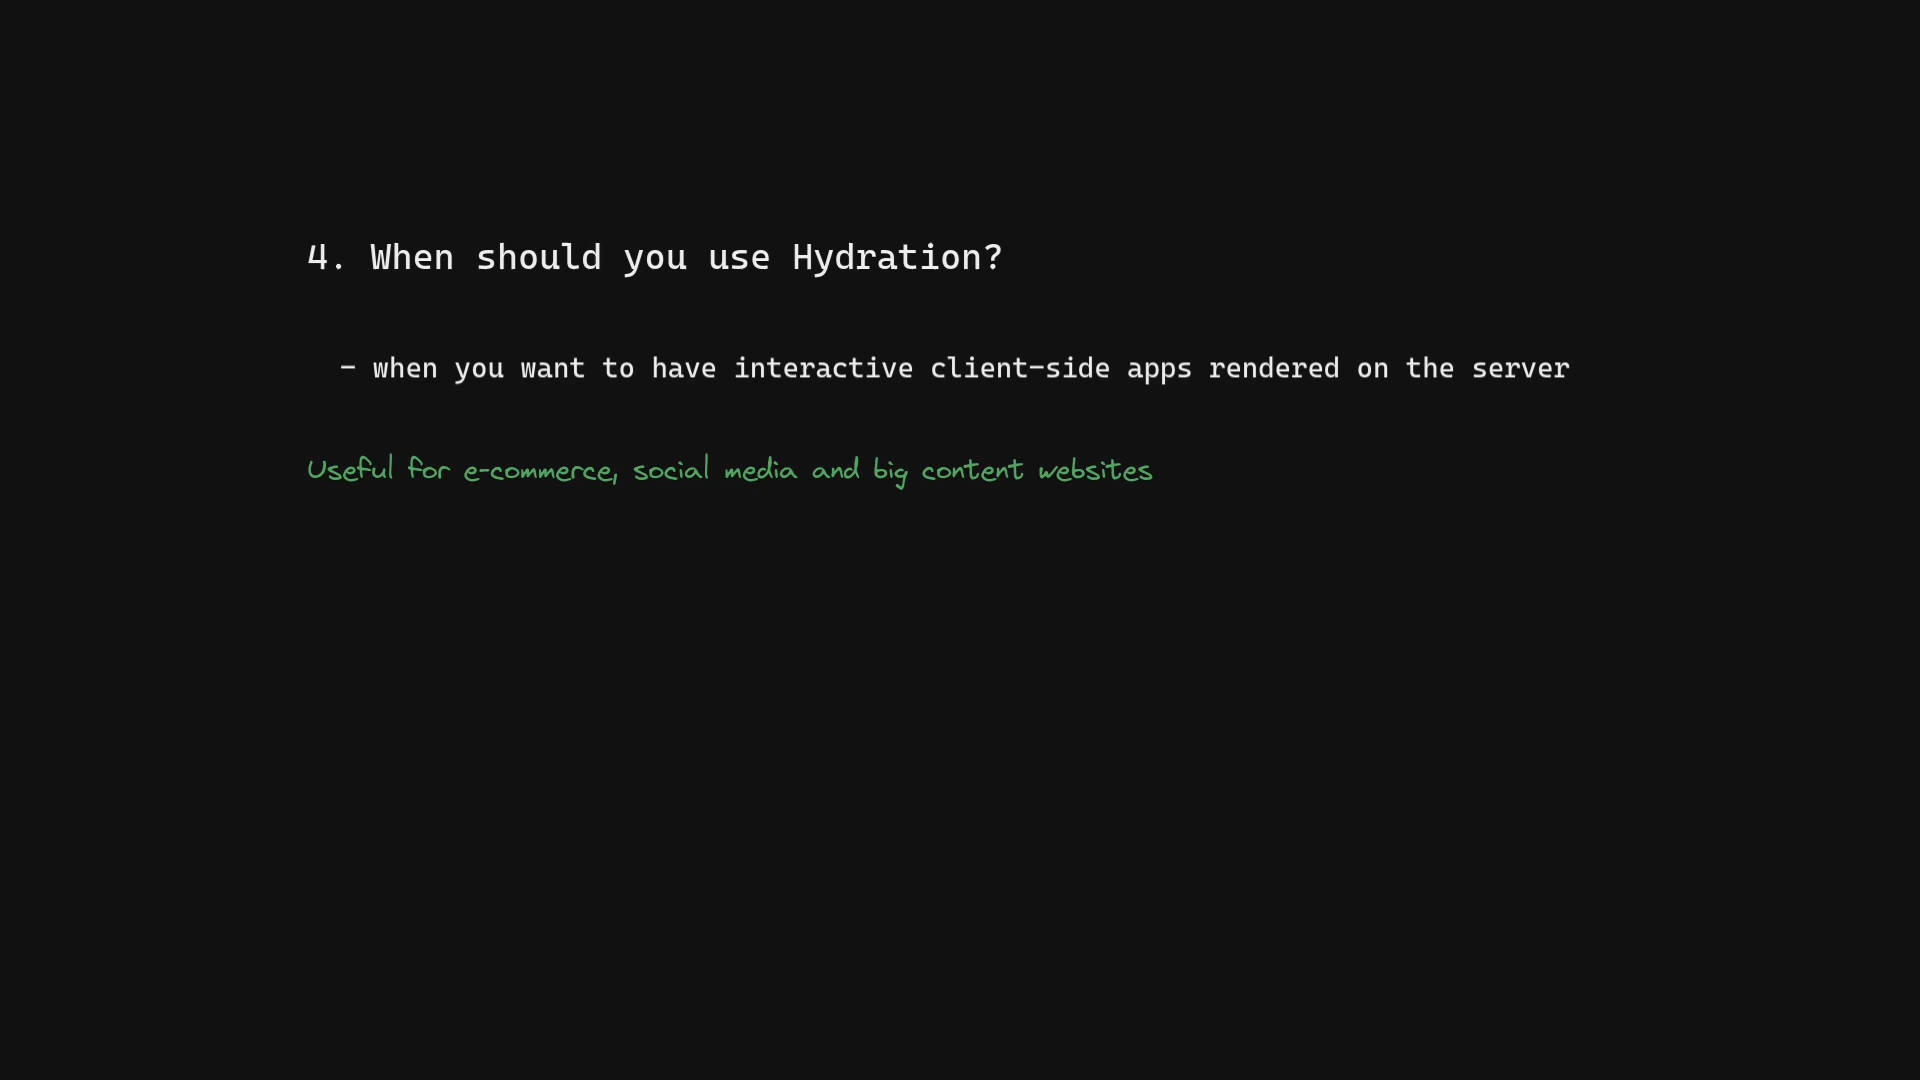 4. When should you use Hydration?
- when you want to have interactive client-side apps rendered on the server
Useful for e-commerce, social media and big content websites